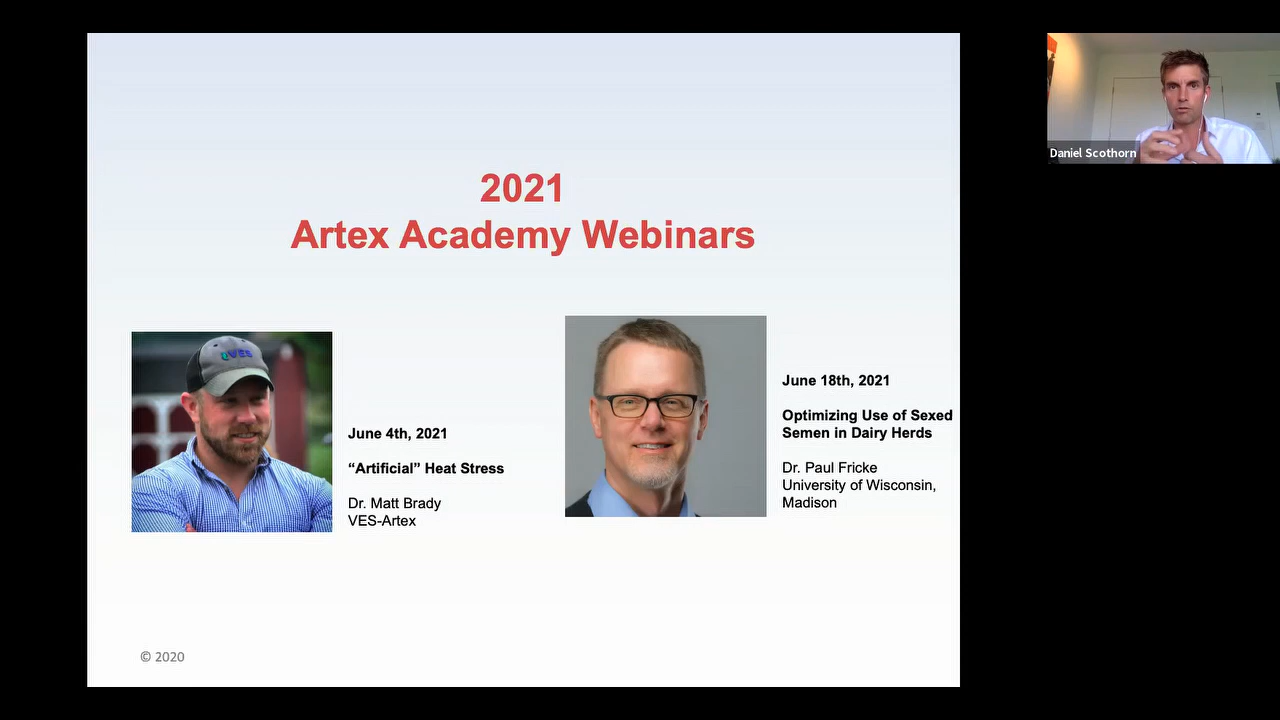 2021
Artex Academy Webinars
VES
June 4th, 2021
“Artificial” Heat Stress
Dr. Matt Brady
VES-Artex
June 18th, 2021
Optimizing Use of Sexed
Semen in Dairy Herds
Dr. Paul Fricke
University of Wisconsin,
Madison
© 2020
Daniel Scothorn